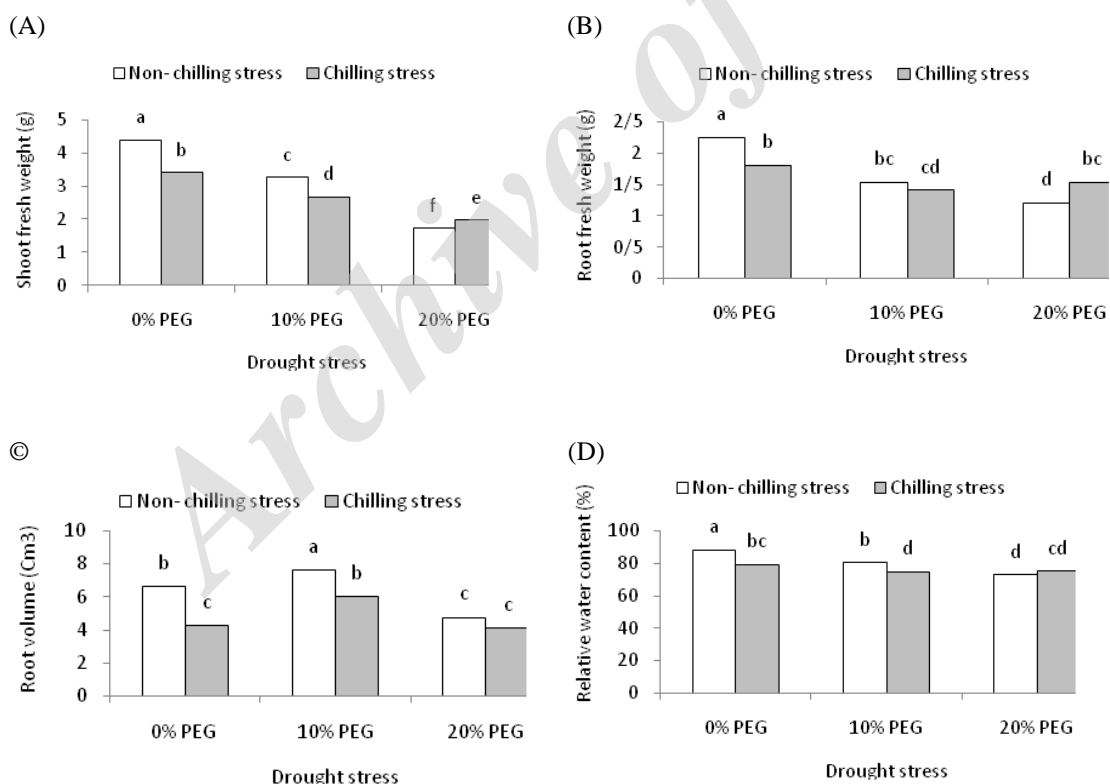 (A)
Non- chilling stress Chilling stress
Shoot fresh weight (g)
5
4
3
2
1
0
a b c d f e
0% PEG 10% PEG 20% PEG
Drought stress
(B)
Non- chilling stress Chilling stress
Root fresh weight (g)
2/5
2
1/5
1
0/5
0
a b bc cd d bc
0% PEG 10% PEG 20% PEG
Drought stress
©
Non- chilling stress Chilling stress
Root volume (Cm3)
10
8
6
4
2
0
b c a b c c
0% PEG 10% PEG 20% PEG
Drought stress
(D)
Non- chilling stress Chilling stress
Relative water content (%)
100
80
60
40
20
0
a bc b d d cd
0% PEG 10% PEG 20% PEG
Drought stress
Archive of